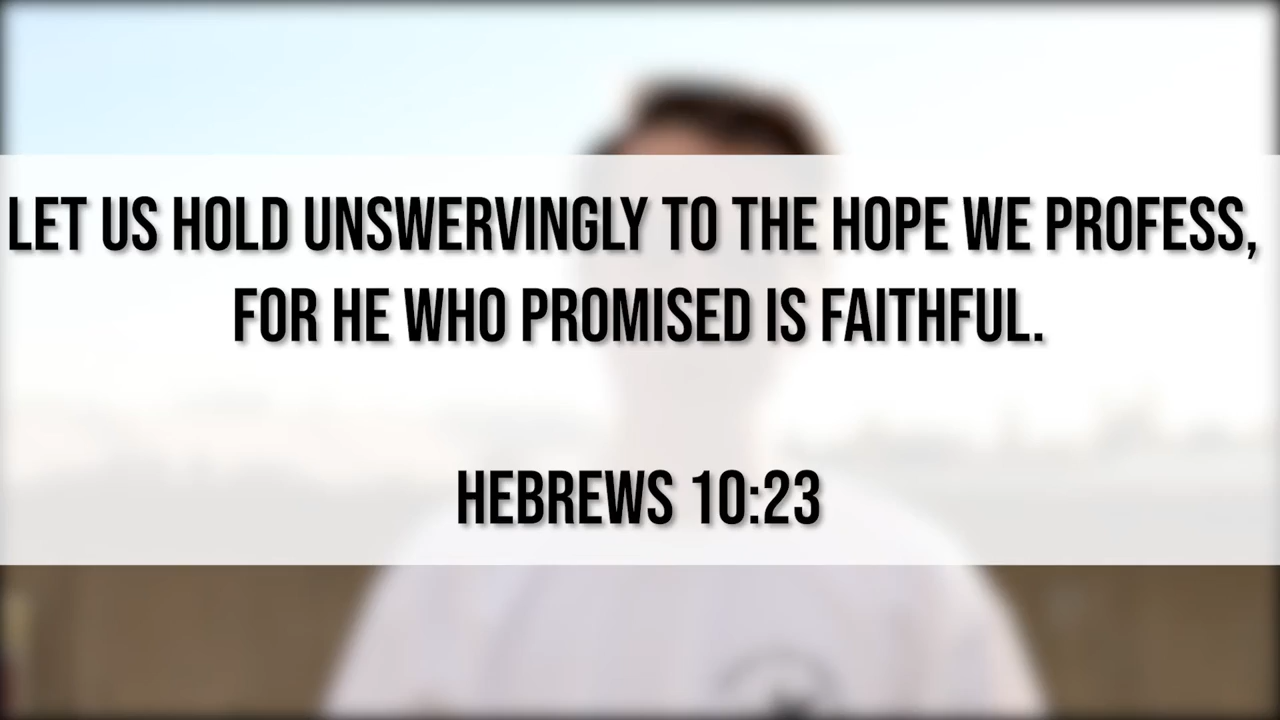 LET US HOLD UNSWERVINGLY TO THE HOPE WE PROFESS,
FOR HE WHO PROMISED IS FAITHFUL.
HEBREWS 10:23